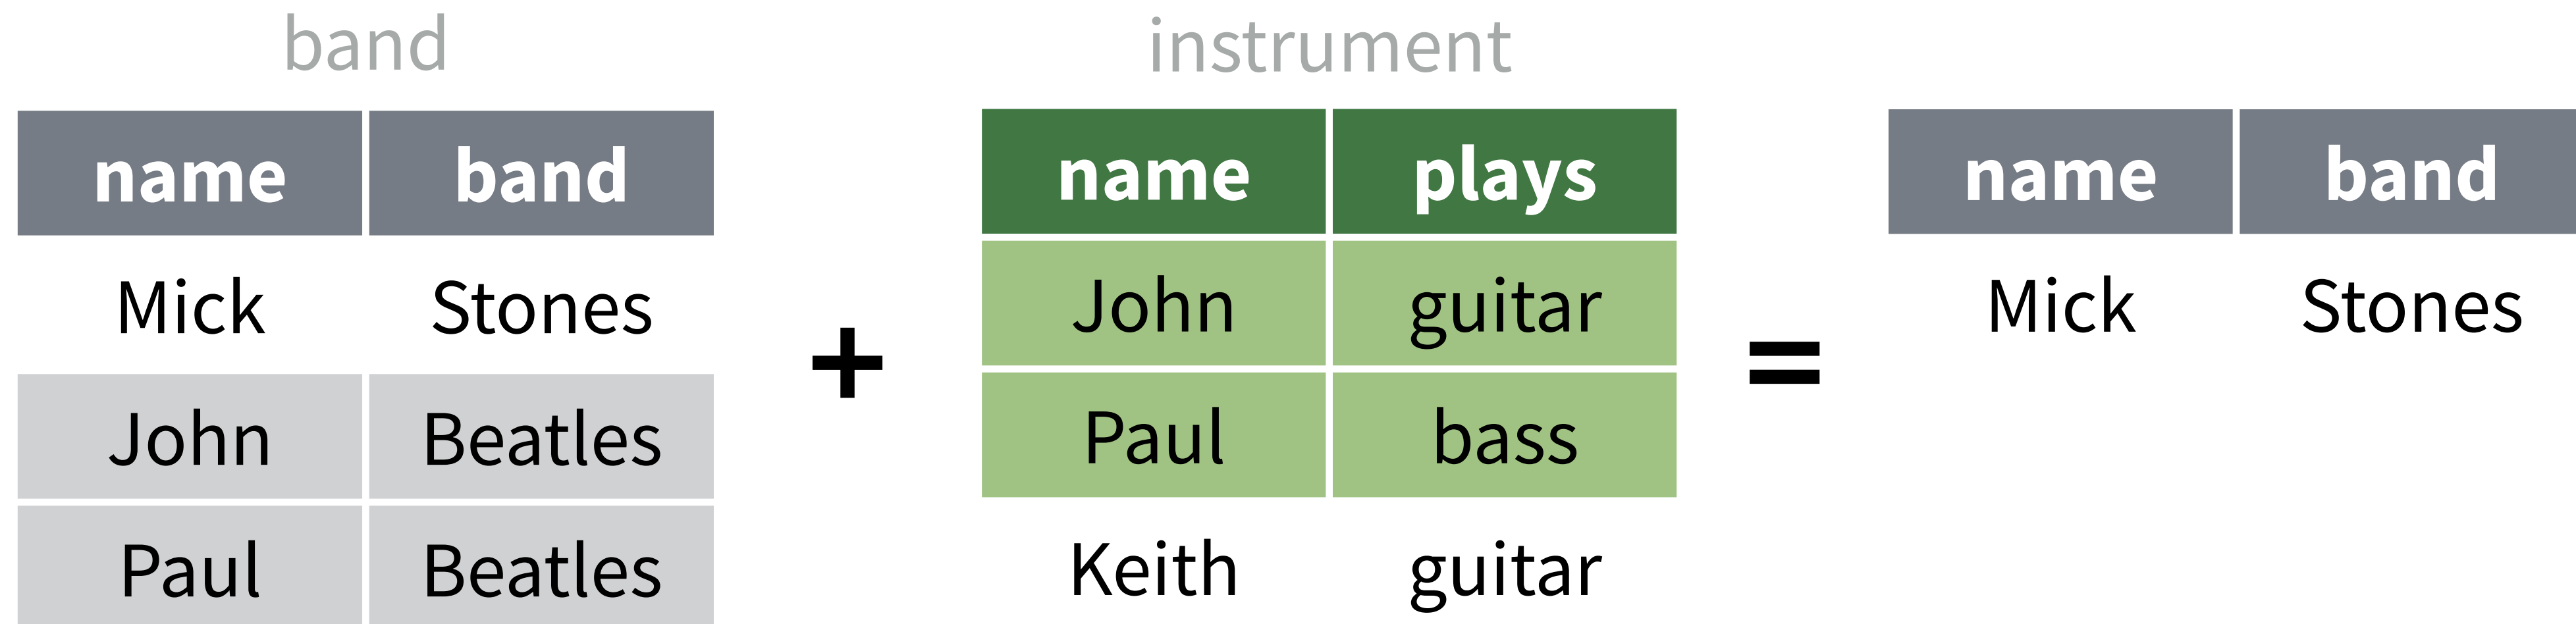 band
name band
Mick Stones
John Beatles
Paul Beatles
+
instrument
name plays
John guitar
Paul bass
Keith guitar
=
name band
Mick Stones